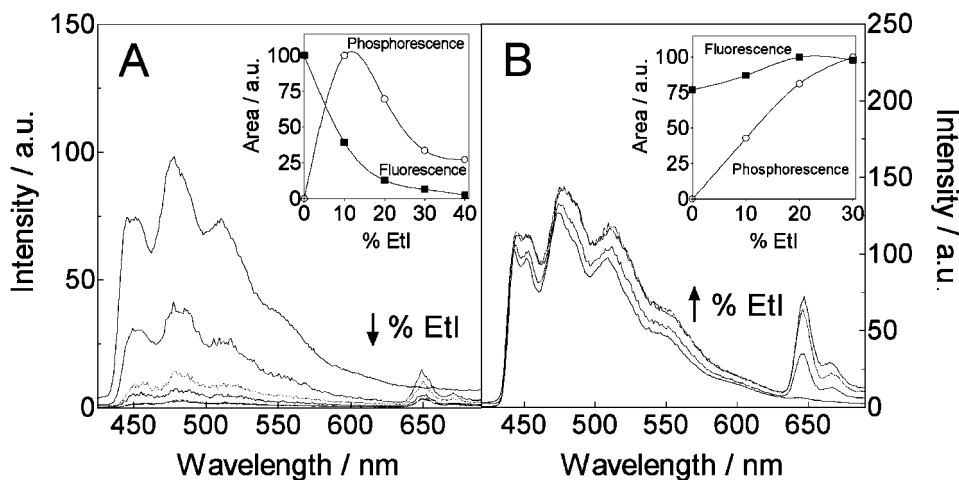 A
Intensity / a.u.
150
100
50
0
450 500 550 600 650
Wavelength / nm
↓ % EtI
Area / a.u.
100
75
50
25
0
0 10 20 30 40
% EtI
Phosphorescence
Fluorescence
B
Intensity / a.u.
250
200
150
100
50
0
450 500 550 600 650
Wavelength / nm
↑ % EtI
Area / a.u.
100
75
50
25
0
0 10 20 30
% EtI
Fluorescence
Phosphorescence